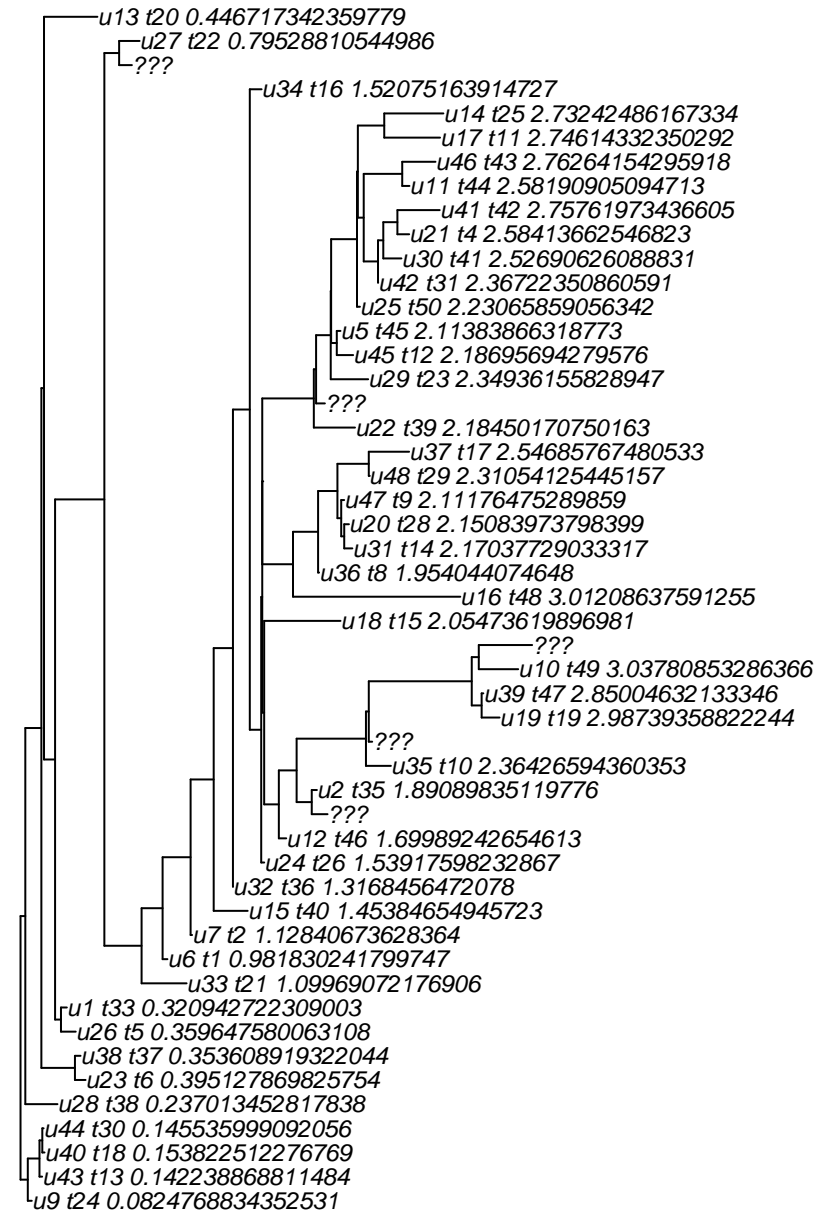 u13 t20 0.446717342359779
u27 t22 0.79528810544986
???
u34 t16 1.52075163914727
u14 t25 2.73242486167334
u17 t11 2.74614332350292
u46 t43 2.76264154295918
u11 t44 2.58190905094713
u41 t42 2.75761973436605
u21 t4 2.58413662546823
u30 t41 2.52690626088831
u42 t31 2.36722350860591
u25 t50 2.23065859056342
u5 t45 2.11383866318773
u45 t12 2.18695694279576
u29 t23 2.34936155828947
???
u22 t39 2.18450170750163
u37 t17 2.54685767480533
u48 t29 2.31054125445157
u47 t9 2.11176475289859
u20 t28 2.15083973798399
u31 t14 2.17037729033317
u36 t8 1.954044074648
u16 t48 3.01208637591255
u18 t15 2.05473619896981
???
u10 t49 3.03780853286366
u39 t47 2.85004632133346
u19 t19 2.98739358822244
???
u35 t10 2.36426594360353
u2 t35 1.89089835119776
???
u12 t46 1.69989242654613
u24 t26 1.53917598232867
u32 t36 1.3168456472078
u15 t40 1.45384654945723
u7 t2 1.12840673628364
u6 t1 0.981830241799747
u33 t21 1.09969072176906
u1 t33 0.320942722309003
u26 t5 0.359647580063108
u38 t37 0.353608919322044
u23 t6 0.395127869825754
u28 t38 0.237013452817838
u44 t30 0.145535999092056
u40 t18 0.153822512276769
u43 t13 0.142238868811484
u9 t24 0.0824768834352531